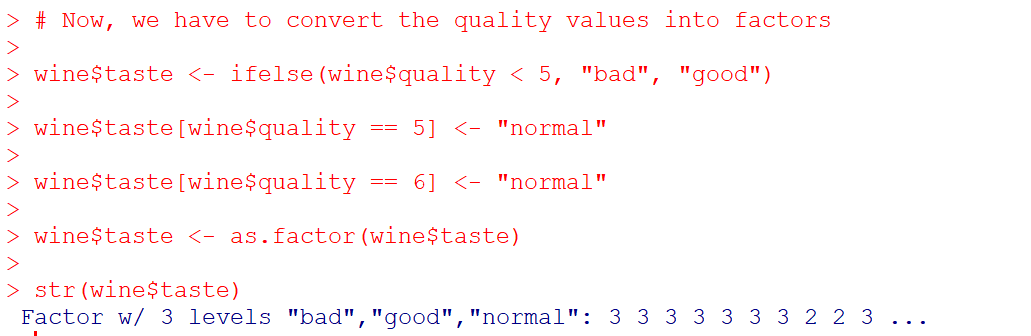 > # Now, we have to convert the quality values into factors
>
> wine$taste <- ifelse(wine$quality < 5, "bad", "good")
>
> wine$taste[wine$quality == 5] <- "normal"
>
> wine$taste[wine$quality == 6] <- "normal"
>
> wine$taste <- as.factor(wine$taste)
>
> str(wine$taste)
Factor w/ 3 levels "bad","good","normal": 3 3 3 3 3 3 3 2 2 3 ...